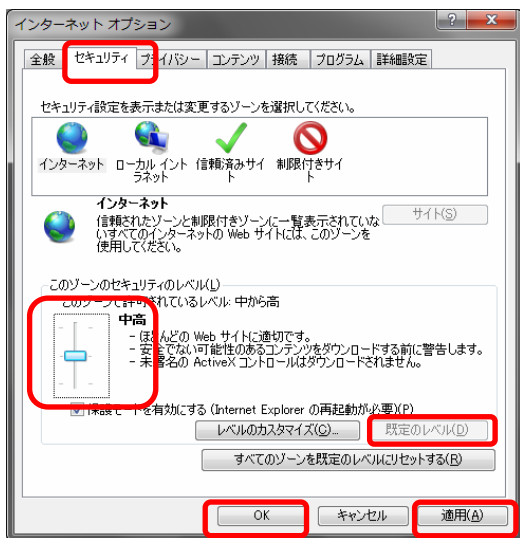 インターネット オプション
全般 セキュリティ プライバシー コンテンツ 接続 プログラム 詳細設定
セキュリティ設定を表示または変更するゾーンを選択してください。
インターネット ローカル イント 信頼済みサイ 制限付きサイ
ラネット ト ト
インターネット
信頼されたゾーンと制限付きゾーンに一覧表示されていな サイト(S)
いすべてのインターネットの Web サイトには、このゾーンを
使用してください。
このゾーンのセキュリティのレベル(L)
このゾーンで許可されているレベル: 中から高
中高
- ほとんどの Web サイトに適切です。
- 安全でない可能性のあるコンテンツをダウンロードする前に警告します。
- 未署名の ActiveX コントロールはダウンロードされません。
保護モードを有効にする (Internet Explorer の再起動が必要)(P)
レベルのカスタマイズ(C)... 既定のレベル(D)
すべてのゾーンを既定のレベルにリセットする(R)
OK キャンセル 適用(A)